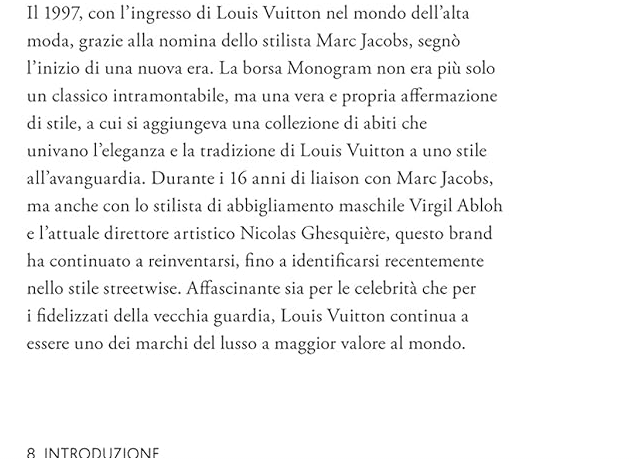 Il 1997, con l’ingresso di Louis Vuitton nel mondo dell’alta
moda, grazie alla nomina dello stilista Marc Jacobs, segnò
l’inizio di una nuova era. La borsa Monogram non era più solo
un classico intramontabile, ma una vera e propria affermazione
di stile, a cui si aggiungeva una collezione di abiti che
univano l’eleganza e la tradizione di Louis Vuitton a uno stile
all’avanguardia. Durante i 16 anni di liaison con Marc Jacobs,
ma anche con lo stilista di abbigliamento maschile Virgil Abloh
e l’attuale direttore artistico Nicolas Ghesquière, questo brand
ha continuato a reinventarsi, fino a identificarsi recentemente
nello stile streetwise. Affascinante sia per le celebrità che per
i fidelizzati della vecchia guardia, Louis Vuitton continua a
essere uno dei marchi del lusso a maggior valore al mondo.
8 INTRODUZIONE